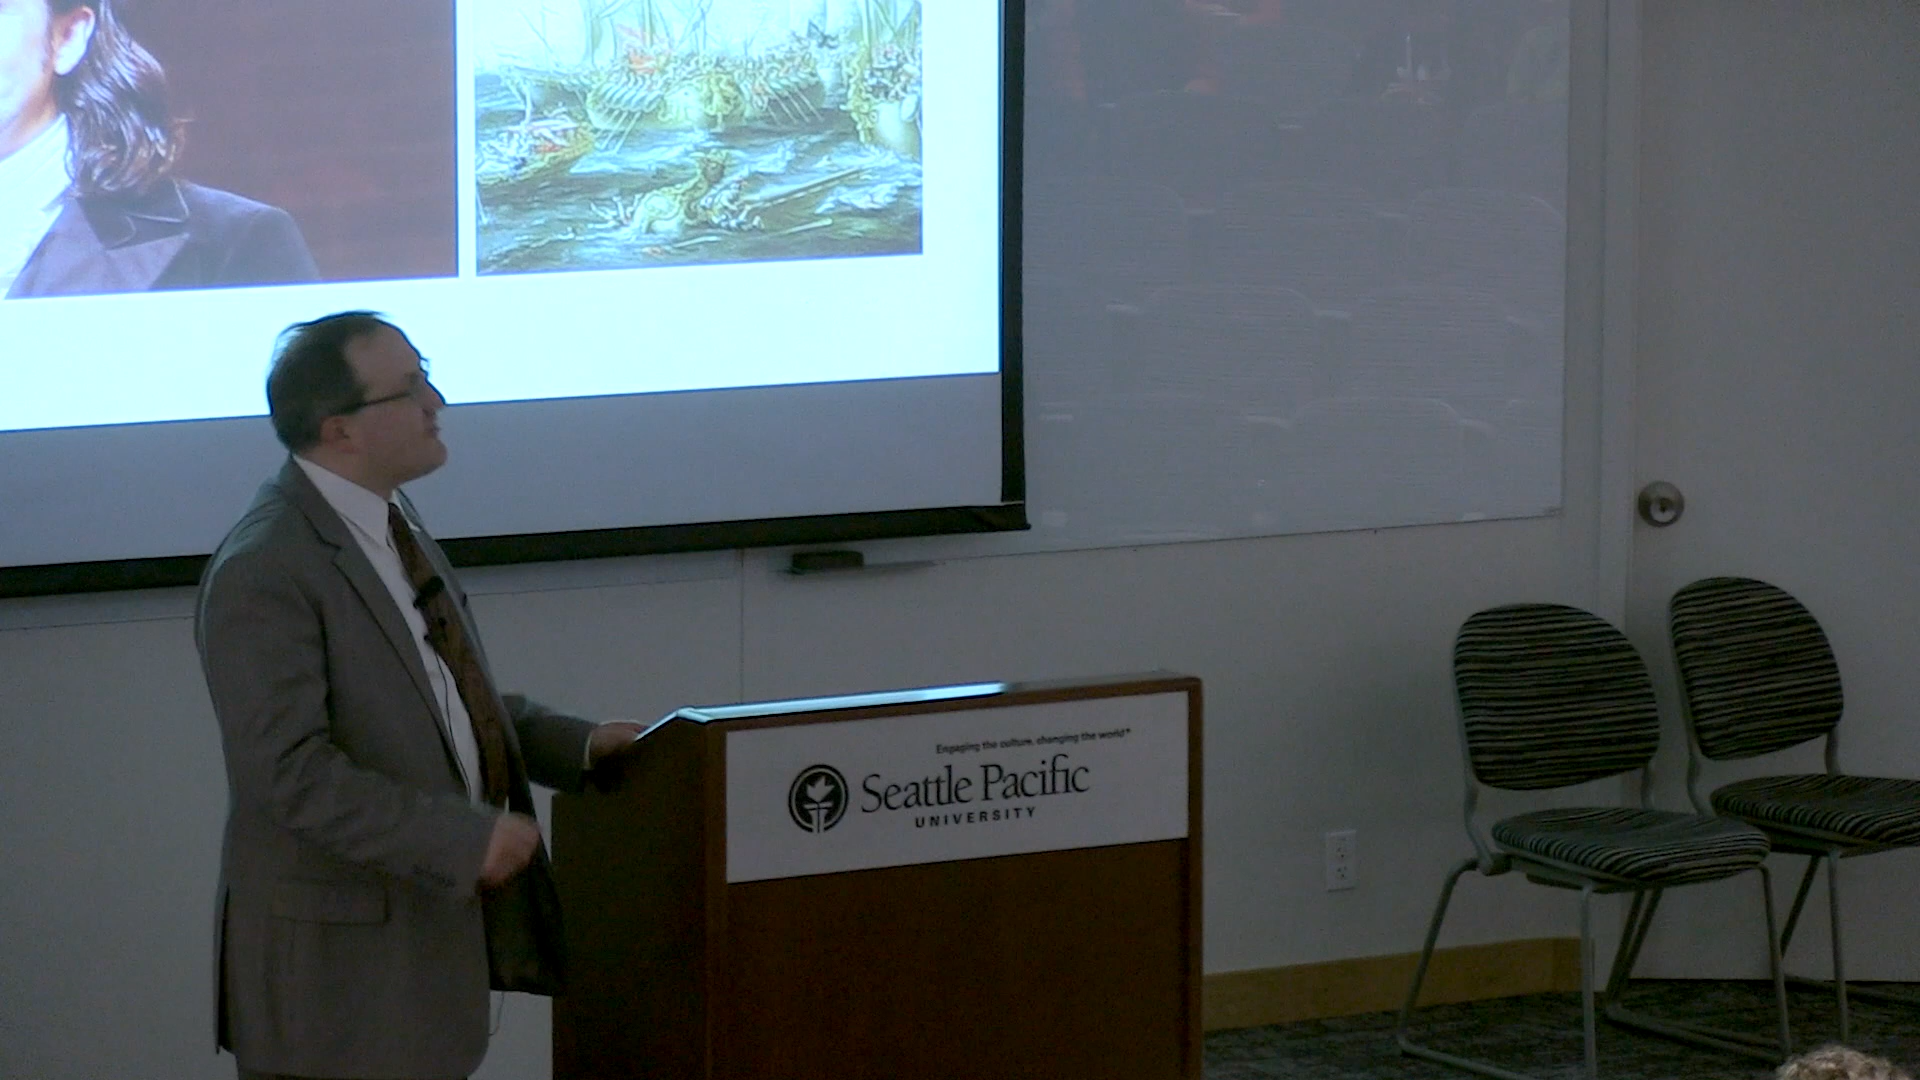 Engaging the culture, changing the world®
Seattle Pacific
UNIVERSITY